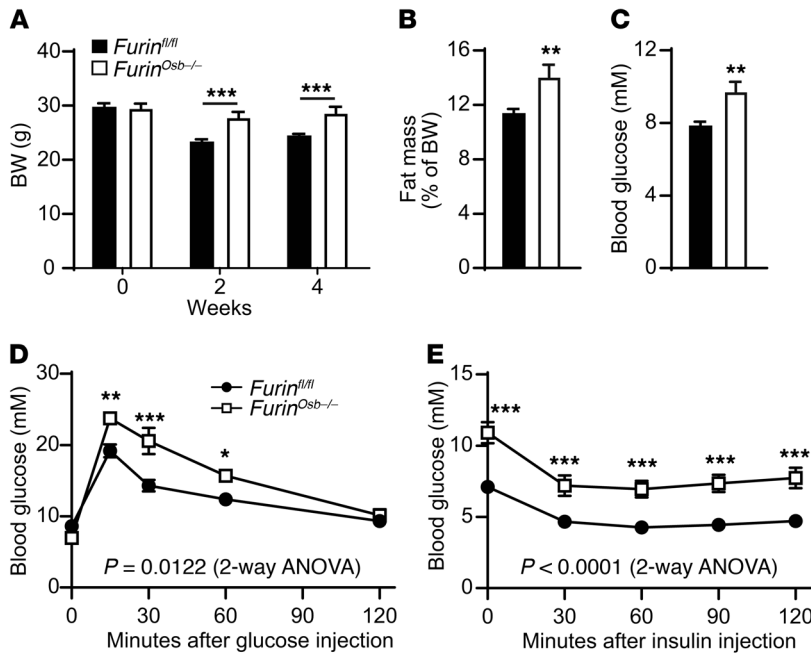 A
Furin^fl/fl
Furin^Osb–/–
BW (g)
40
30
20
10
0
***
***
0 2 4
Weeks
B
Fat mass
(% of BW)
16
12
8
4
0
**
C
Blood glucose (mM)
12
8
4
0
**
D
Furin^fl/fl
Furin^Osb–/–
Blood glucose (mM)
30
20
10
0
**
***
*
P = 0.0122 (2-way ANOVA)
0 30 60 120
Minutes after glucose injection
E
Blood glucose (mM)
15
10
5
0
***
***
***
***
***
P < 0.0001 (2-way ANOVA)
0 30 60 90 120
Minutes after insulin injection